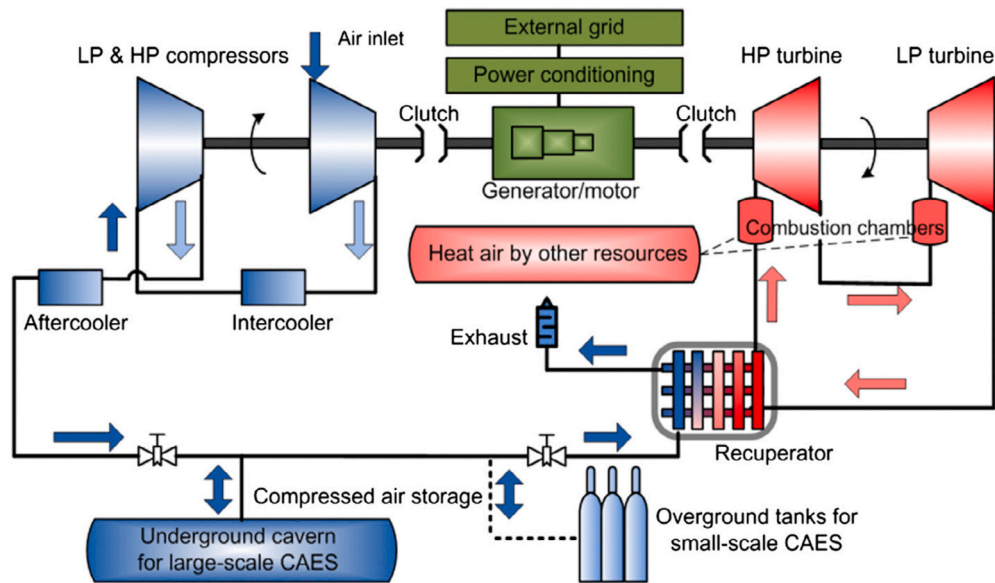 External grid
Air inlet
LP & HP compressors
HP turbine
LP turbine
Power conditioning
Clutch
Clutch
Generator/motor
Combustion chambers
Heat air by other resources
Aftercooler
Intercooler
Exhaust
Recuperator
Compressed air storage
Underground cavern
for large-scale CAES
Overground tanks for
small-scale CAES